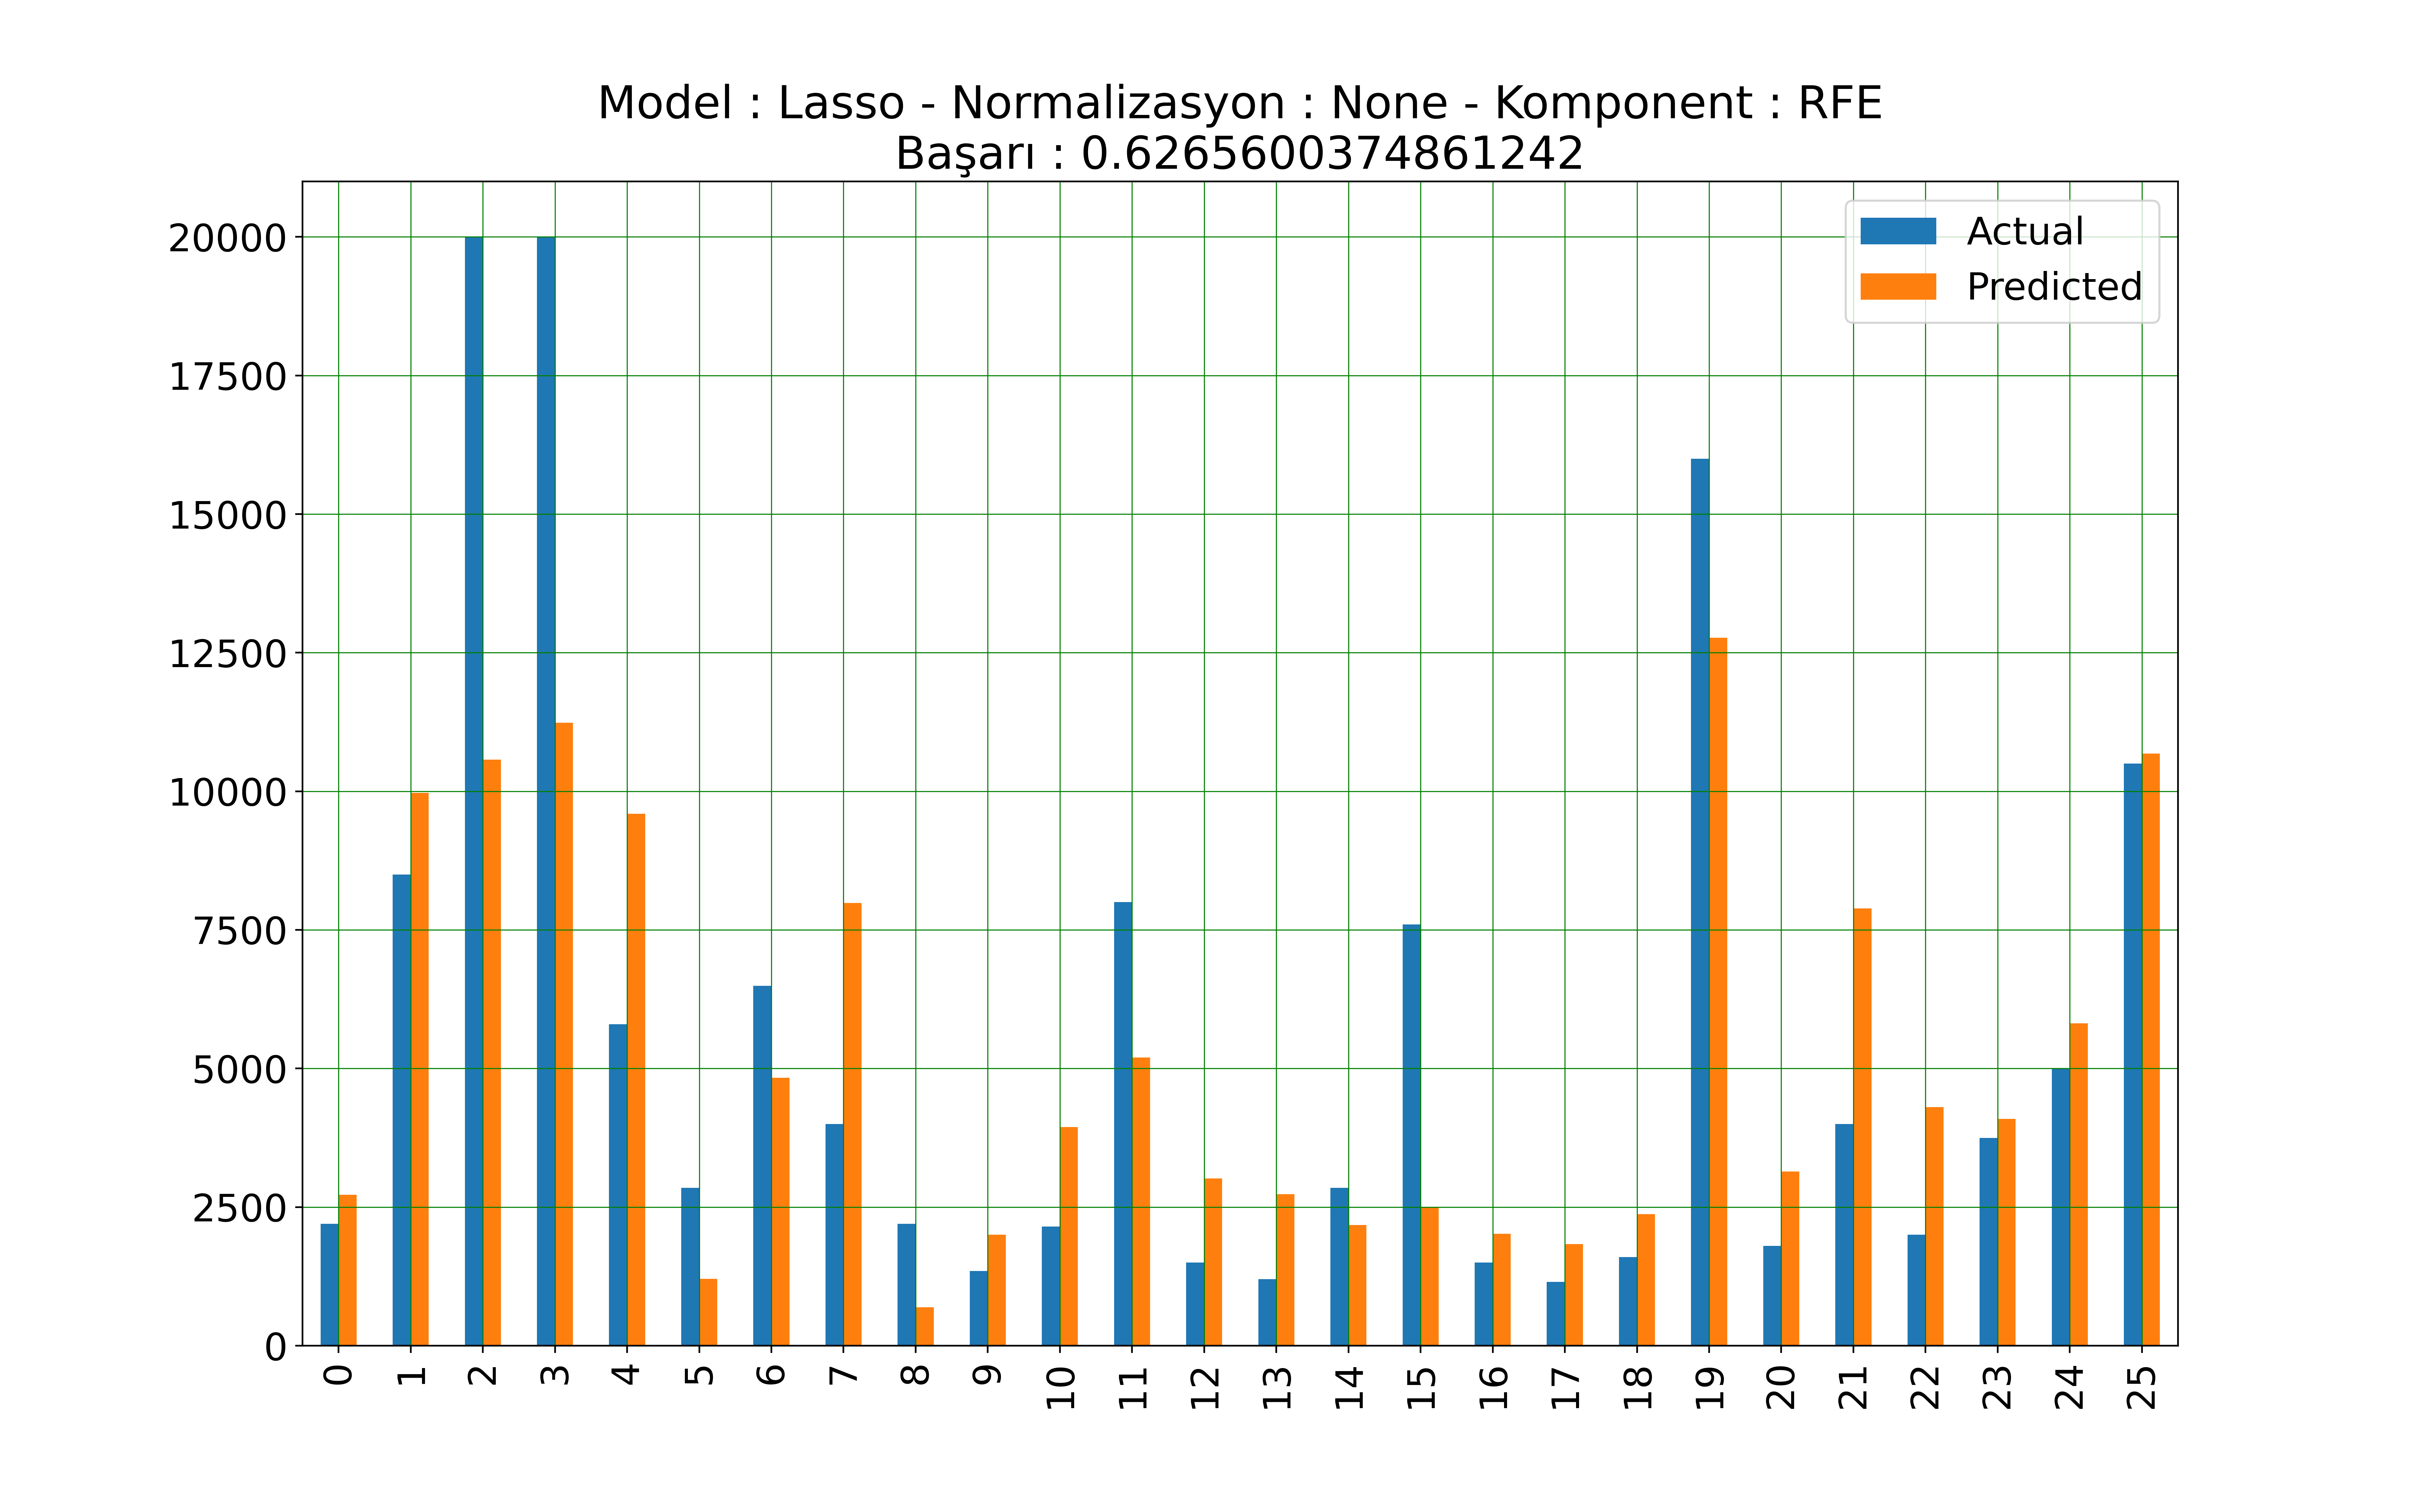 Model : Lasso - Normalizasyon : None - Komponent : RFE
Başarı : 0.6265600374861242
Actual
Predicted
20000
17500
15000
12500
10000
7500
5000
2500
0
0 1 2 3 4 5 6 7 8 9 10 11 12 13 14 15 16 17 18 19 20 21 22 23 24 25